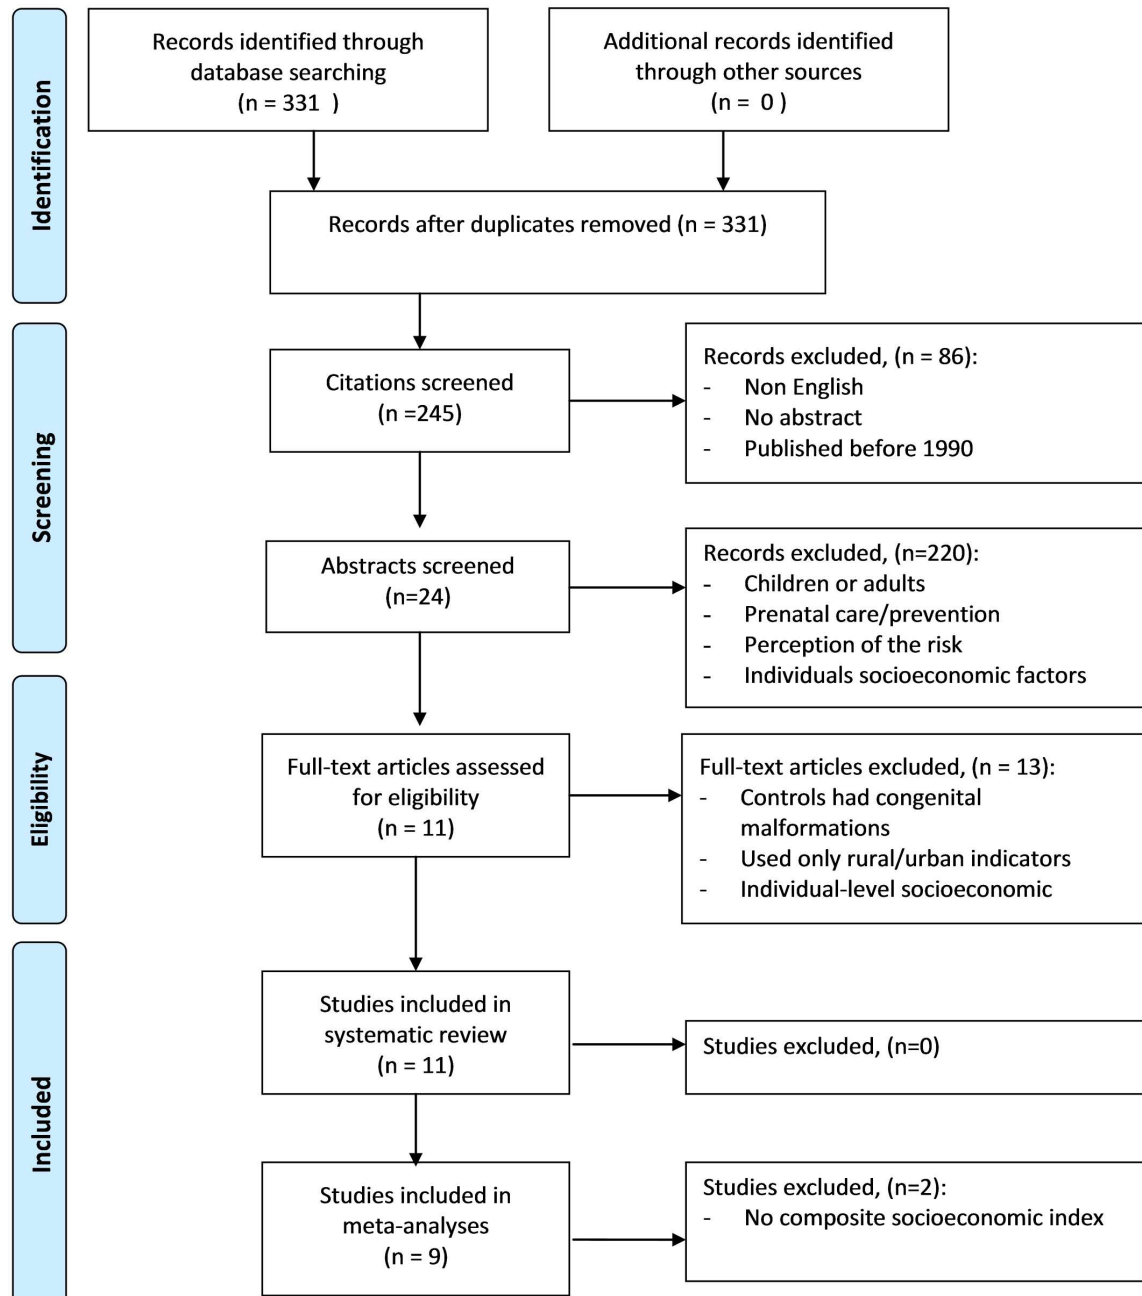 Identification
Records identified through
database searching
(n = 331  )
Additional records identified
through other sources
(n =  0 )
Records after duplicates removed (n = 331)
Screening
Citations screened
(n =245)
Records excluded, (n = 86):
- Non English
- No abstract
- Published before 1990
Abstracts screened
(n=24)
Records excluded, (n=220):
- Children or adults
- Prenatal care/prevention
- Perception of the risk
- Individuals socioeconomic factors
Eligibility
Full-text articles assessed
for eligibility
(n = 11)
Full-text articles excluded, (n = 13):
- Controls had congenital
malformations
- Used only rural/urban indicators
- Individual-level socioeconomic
Included
Studies included in
systematic review
(n = 11)
Studies excluded, (n=0)
Studies included in
meta-analyses
(n = 9)
Studies excluded, (n=2):
- No composite socioeconomic index